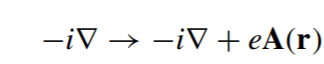 −i∇ → −i∇ + eA(r)